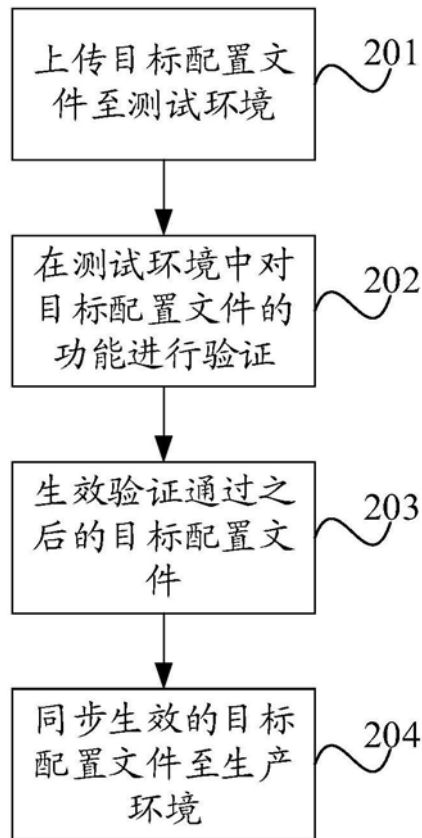 上传目标配置文
件至测试环境
201
在测试环境中对
目标配置文件的
功能进行验证
202
生效验证通过之
后的目标配置文
件
203
同步生效的目标
配置文件至生产
环境
204